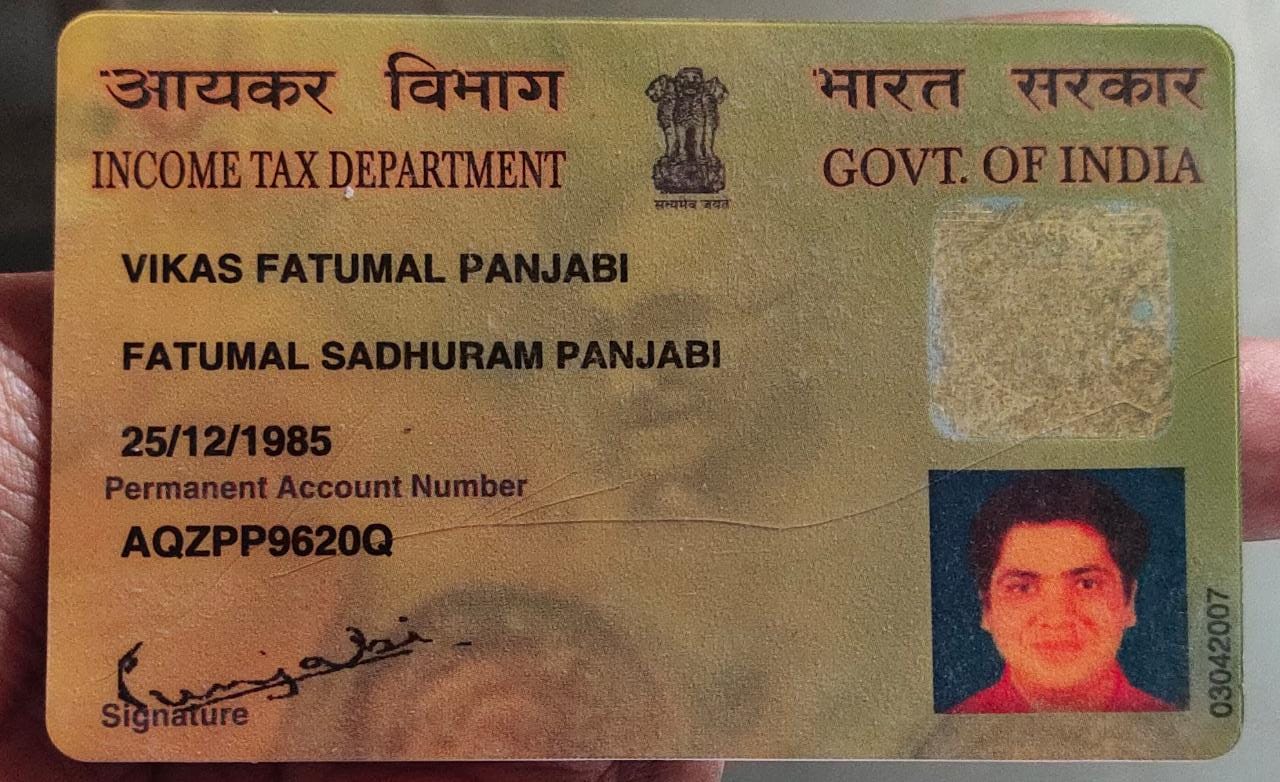 आयकर विभाग
भारत सरकार
INCOME TAX DEPARTMENT
GOVT. OF INDIA
सत्यमेव जयते
VIKAS FATUMAL PANJABI
FATUMAL SADHURAM PANJABI
25/12/1985
Permanent Account Number
AQZPP9620Q
Signature
03042007